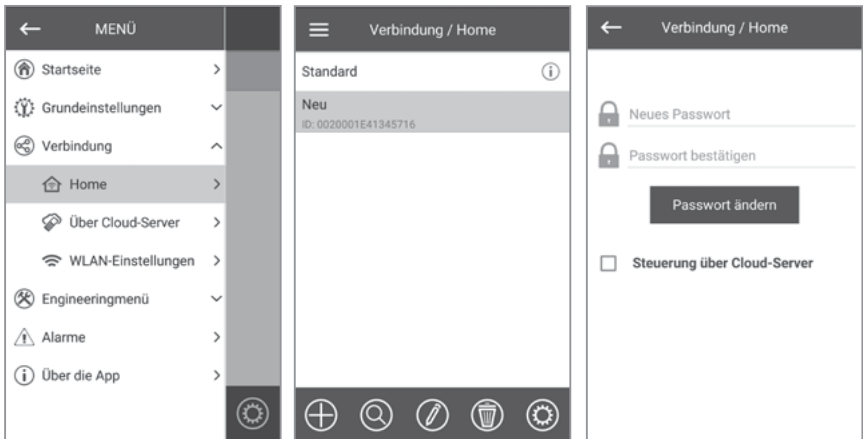 MENÜ
Startseite
Grundeinstellungen
Verbindung
Home
Über Cloud-Server
WLAN-Einstellungen
Engineeringmenü
Alarme
Über die App
Verbindung / Home
Standard
Neu
ID: 0020001E41345716
Verbindung / Home
Neues Passwort
Passwort bestätigen
Passwort ändern
Steuerung über Cloud-Server